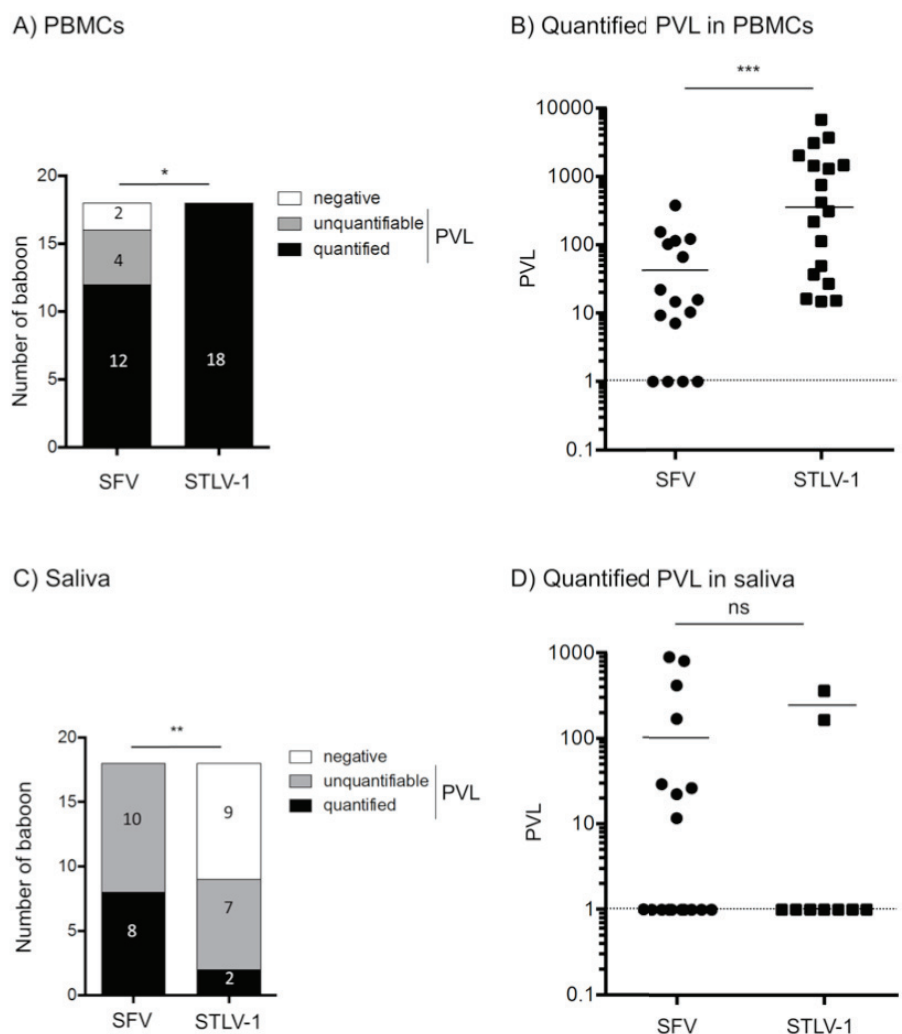 A) PBMCs
*
20
15
10
5
0
Number of baboon
2
4
12
18
SFV
STLV-1
negative
unquantifiable
quantified
PVL
B) Quantified PVL in PBMCs
***
10000
1000
100
10
1
0.1
PVL
SFV
STLV-1
C) Saliva
**
20
15
10
5
0
Number of baboon
10
8
9
7
2
SFV
STLV-1
negative
unquantifiable
quantified
PVL
D) Quantified PVL in saliva
ns
1000
100
10
1
0.1
PVL
SFV
STLV-1